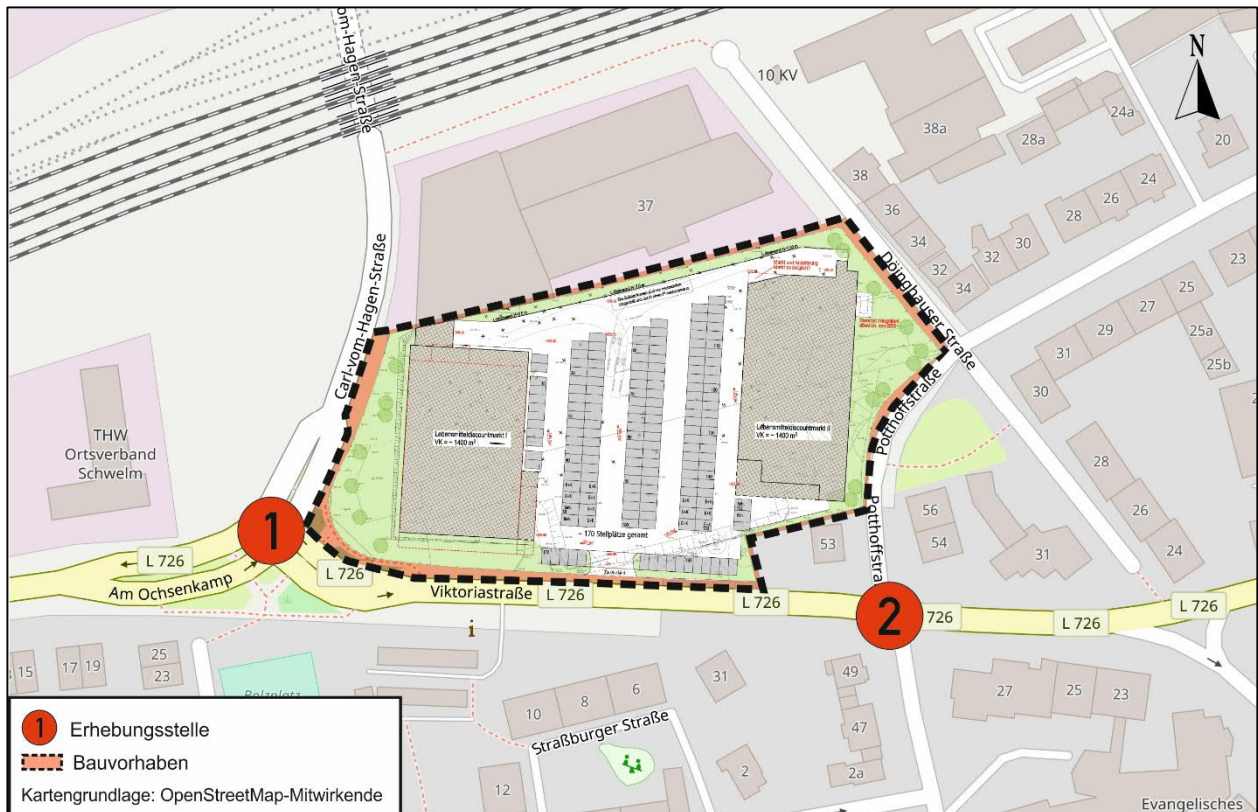 om-Hagen-Straße
vom-Hagen-Straße
N
10 KV
38a
28a
24a
20
38
36
34
32
34
32
30
28
26
24
37
Carl-vom-Hagen-Straße
Döinghauser Straße
23
25
27
29
31
30
25a
25b
Potthoffstraße
Lebensmitteldiscountmarkt I
VK = ~ 1400 m²
Lebensmitteldiscountmarkt II
VK = ~ 1400 m²
~ 170 Stellplätze gesamt
THW
Ortsverband
Schwelm
1
L 726
Am Ochsenkamp
L 726
Viktoriastraße
L 726
L 726
2
726
L 726
L 726
Potthoffstra
53
56
54
31
28
26
24
i
15
17
19
25
23
Bolzplatz
10
8
6
31
Straßburger Straße
12
2
49
47
2a
27
25
23
Evangelisches
1 Erhebungsstelle
Bauvorhaben
Kartengrundlage: OpenStreetMap-Mitwirkende